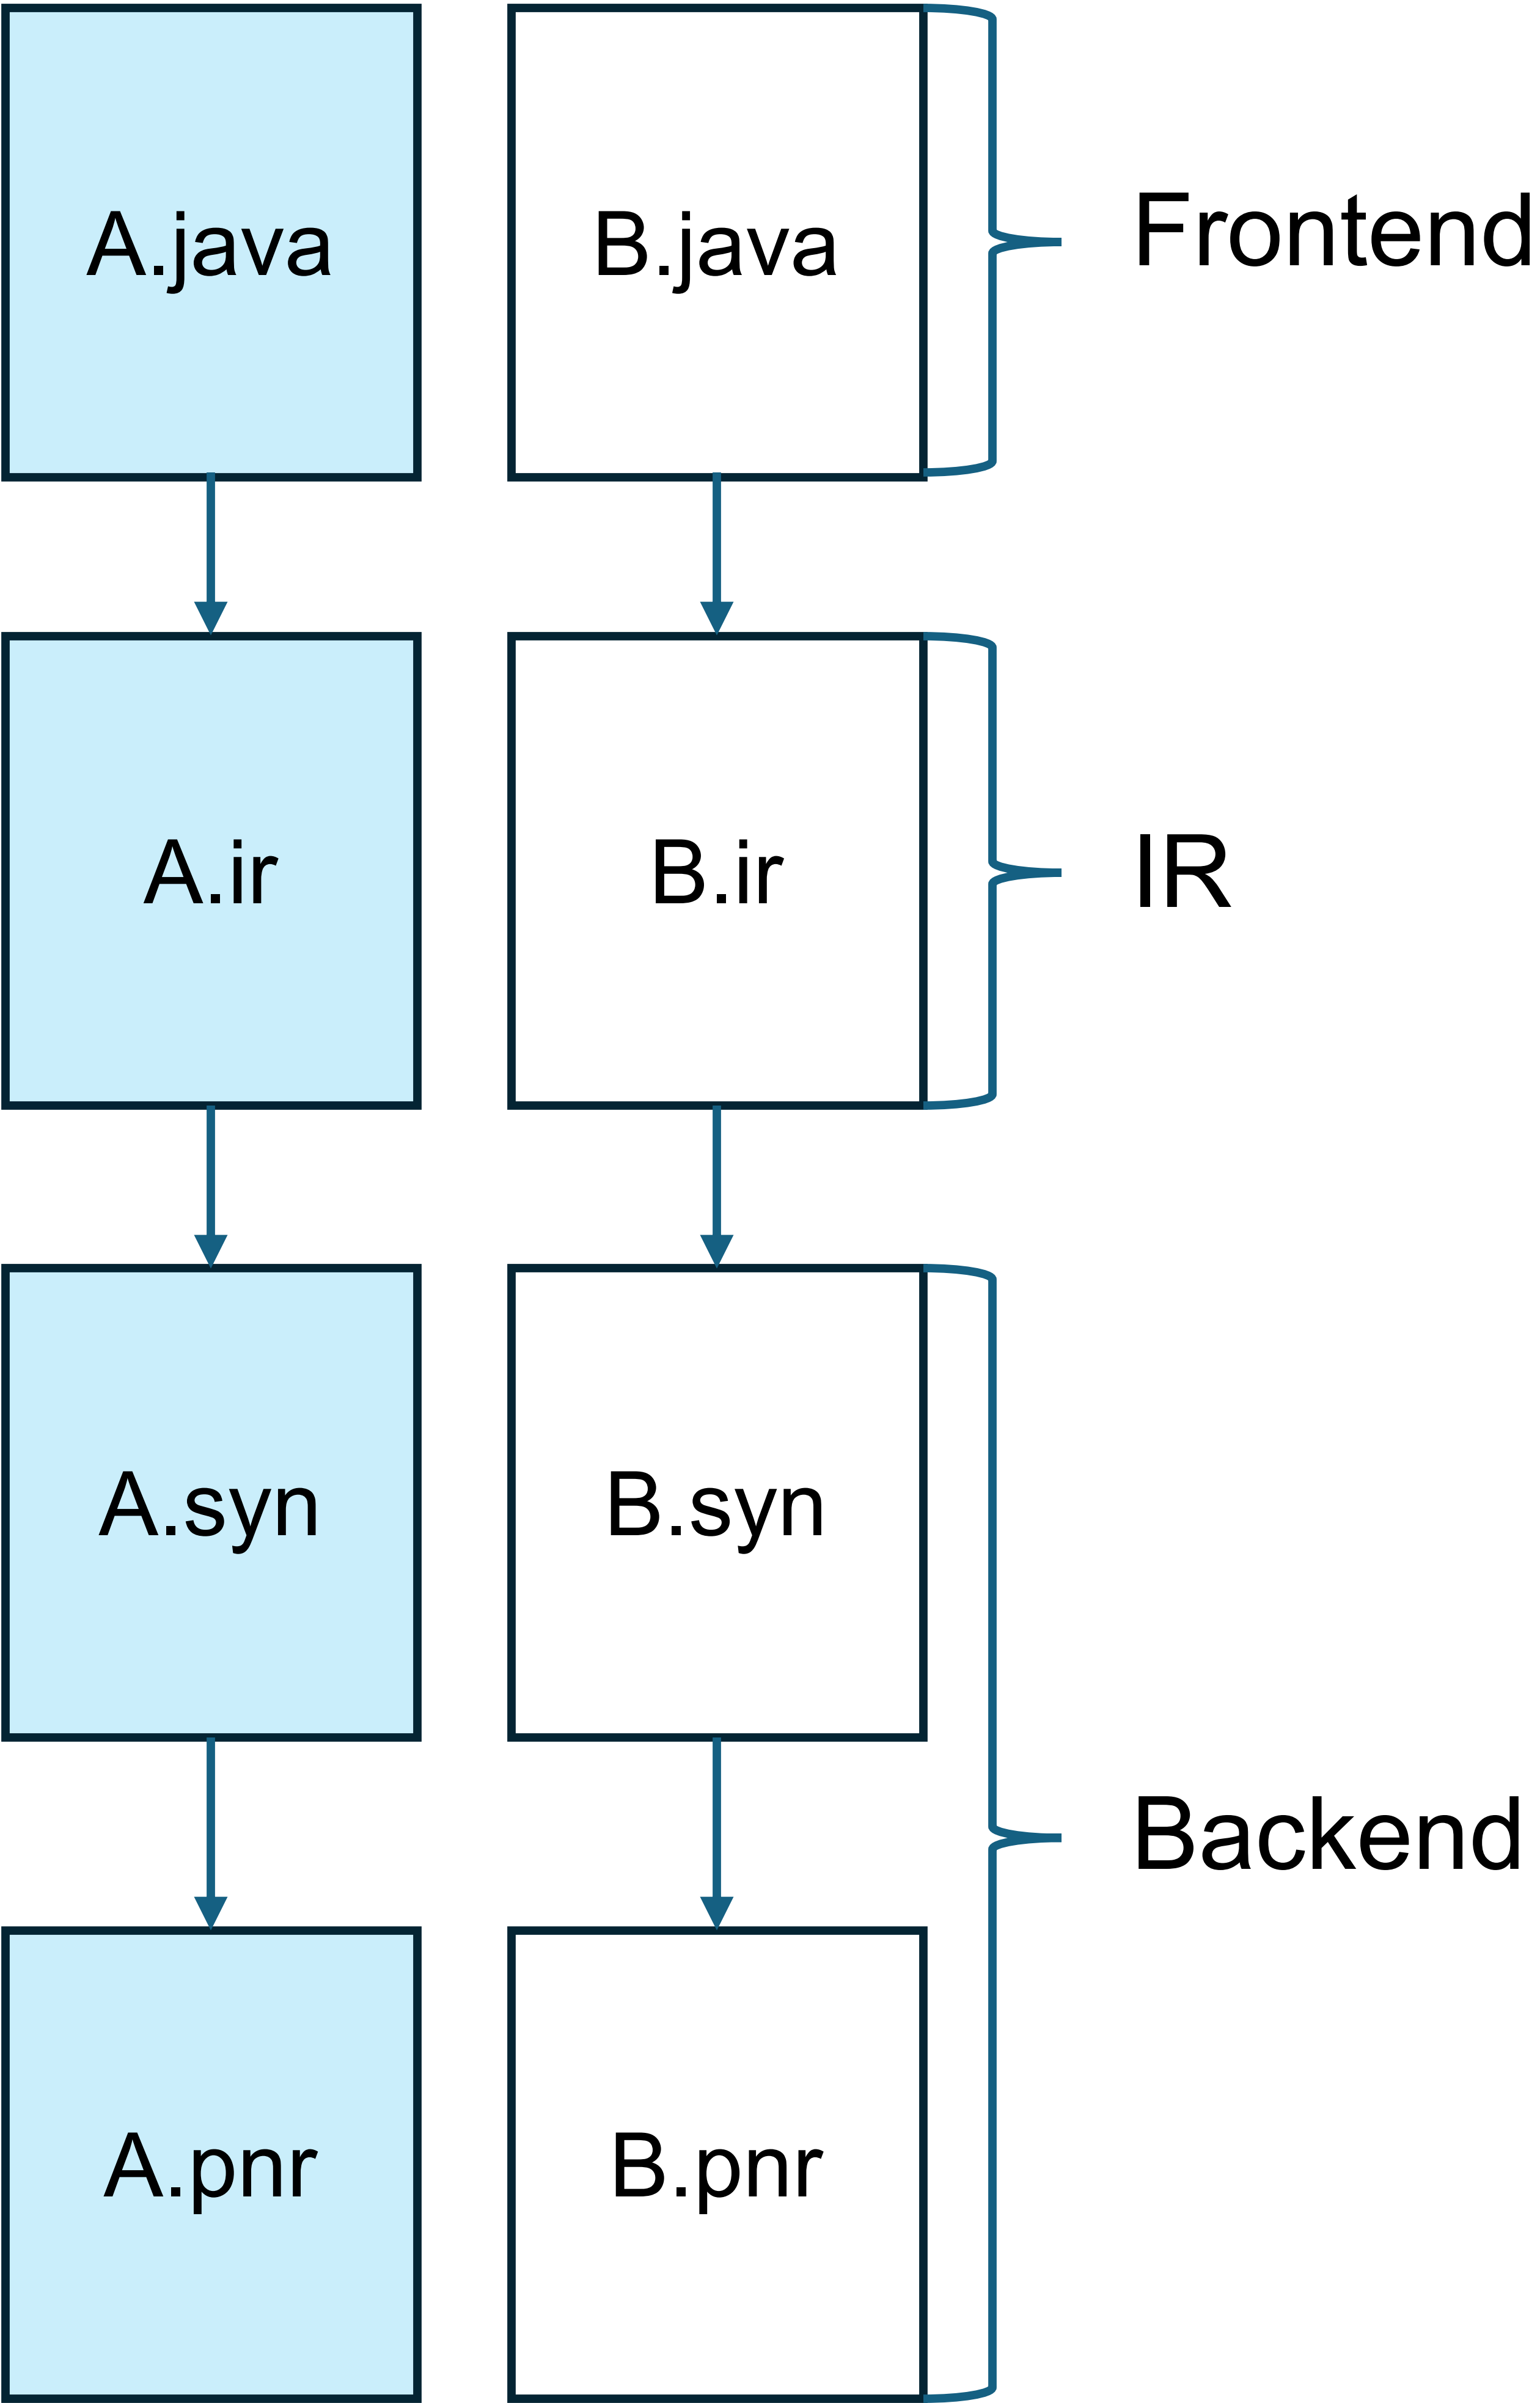 A.java
B.java
Frontend
A.ir
B.ir
IR
A.syn
B.syn
Backend
A.pnr
B.pnr